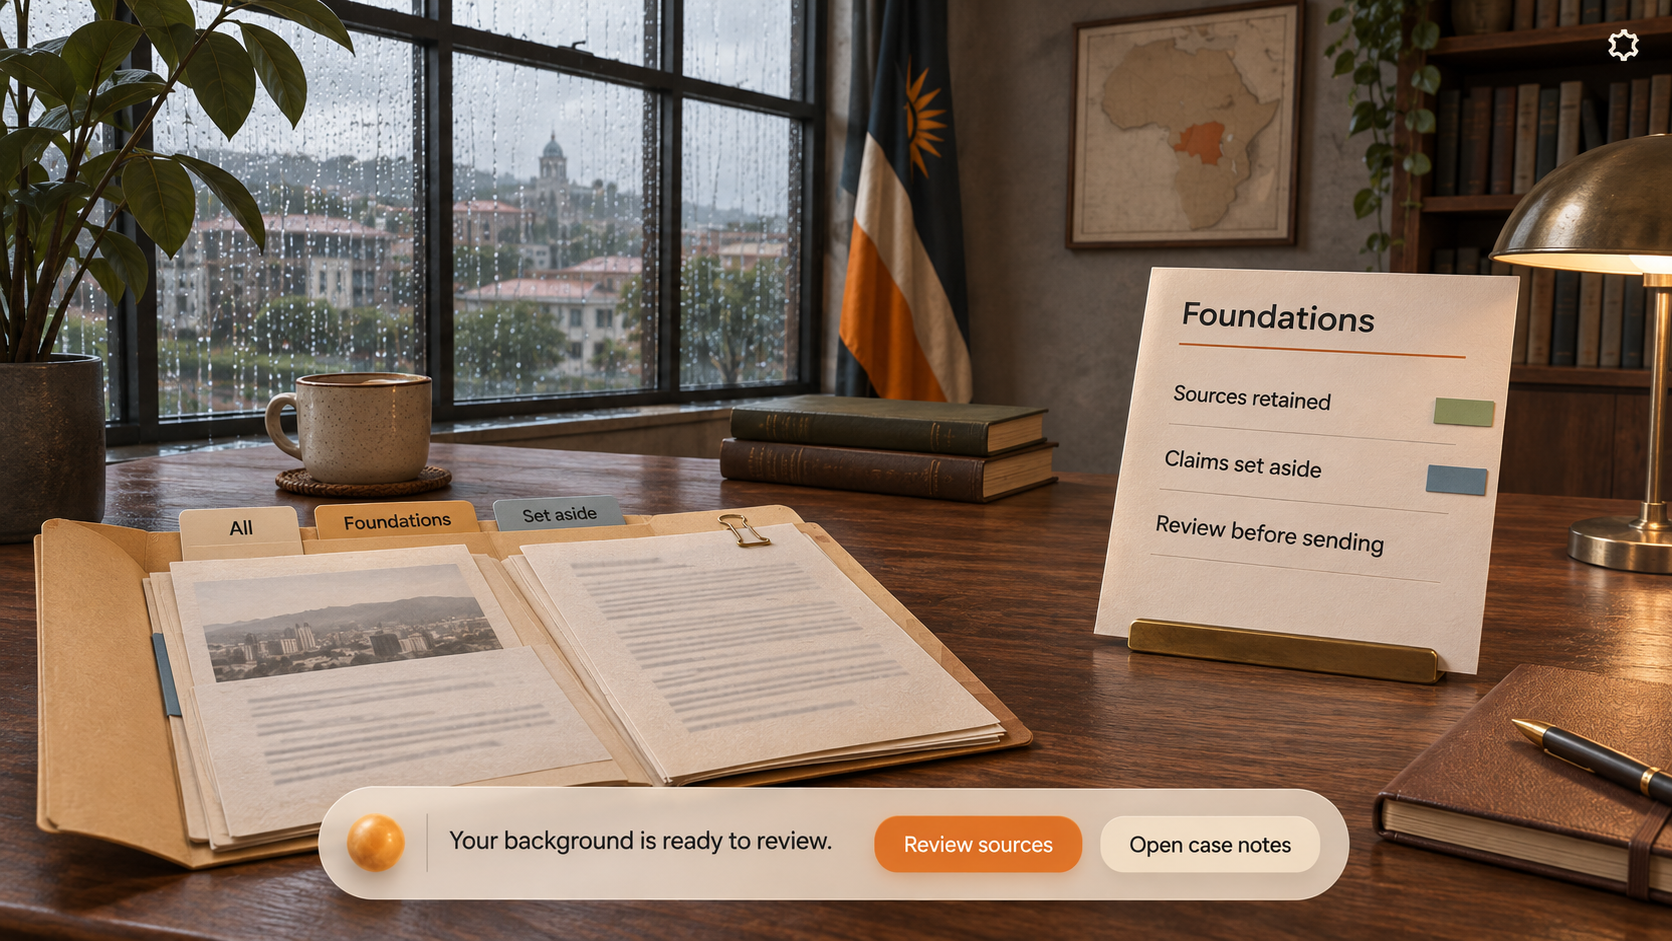 Foundations
Sources retained
Claims set aside
Review before sending
All
Foundations
Set aside
Your background is ready to review.
Review sources
Open case notes